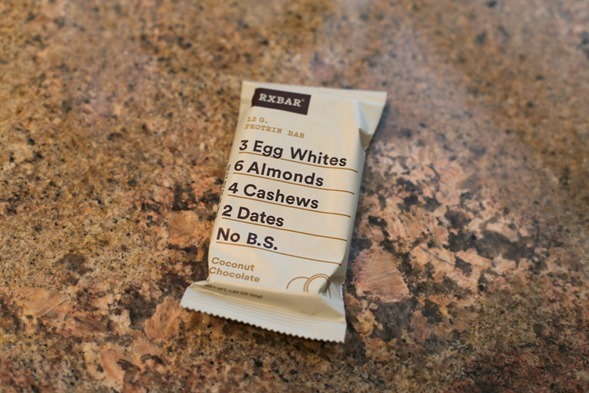 RXBAR
12 G.
PROTEIN BAR
3 Egg Whites
6 Almonds
4 Cashews
2 Dates
No B.S.
Coconut
Chocolate